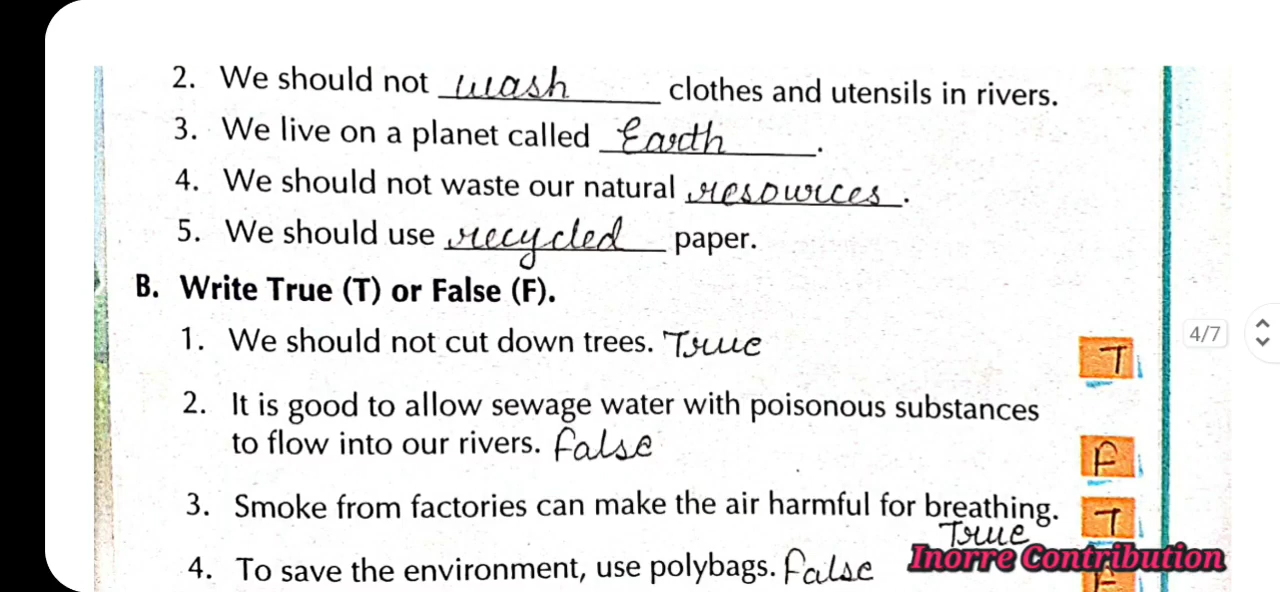 2. We should not wash clothes and utensils in rivers.
3. We live on a planet called Earth.
4. We should not waste our natural resources.
5. We should use recycled paper.
B. Write True (T) or False (F).
1. We should not cut down trees. True
T
4/7
2. It is good to allow sewage water with poisonous substances
to flow into our rivers. False
F
3. Smoke from factories can make the air harmful for breathing.
T
True
Inorre Contribution
4. To save the environment, use polybags. False
F